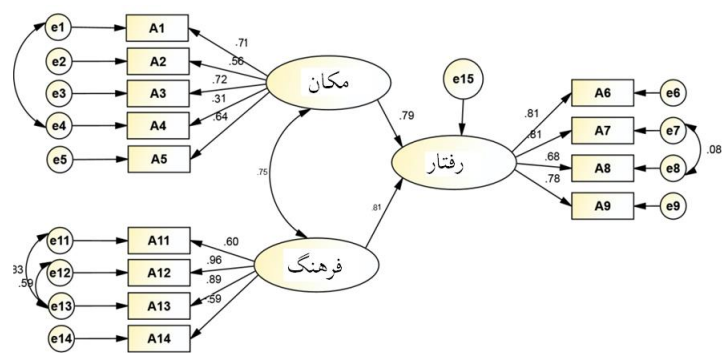 e1 A1 .71
e2 A2 .56
e3 A3 .72
e4 A4 .31
e5 A5 .64
مکان
.79
e15
رفتار
.81 A6 e6
.81 A7 e7
.68 A8 e8 .08
.78 A9 e9
.75
.81
e11 A11 .60
e12 A12 .96
e13 A13 .89
e14 A14 .59
فرهنگ
.59